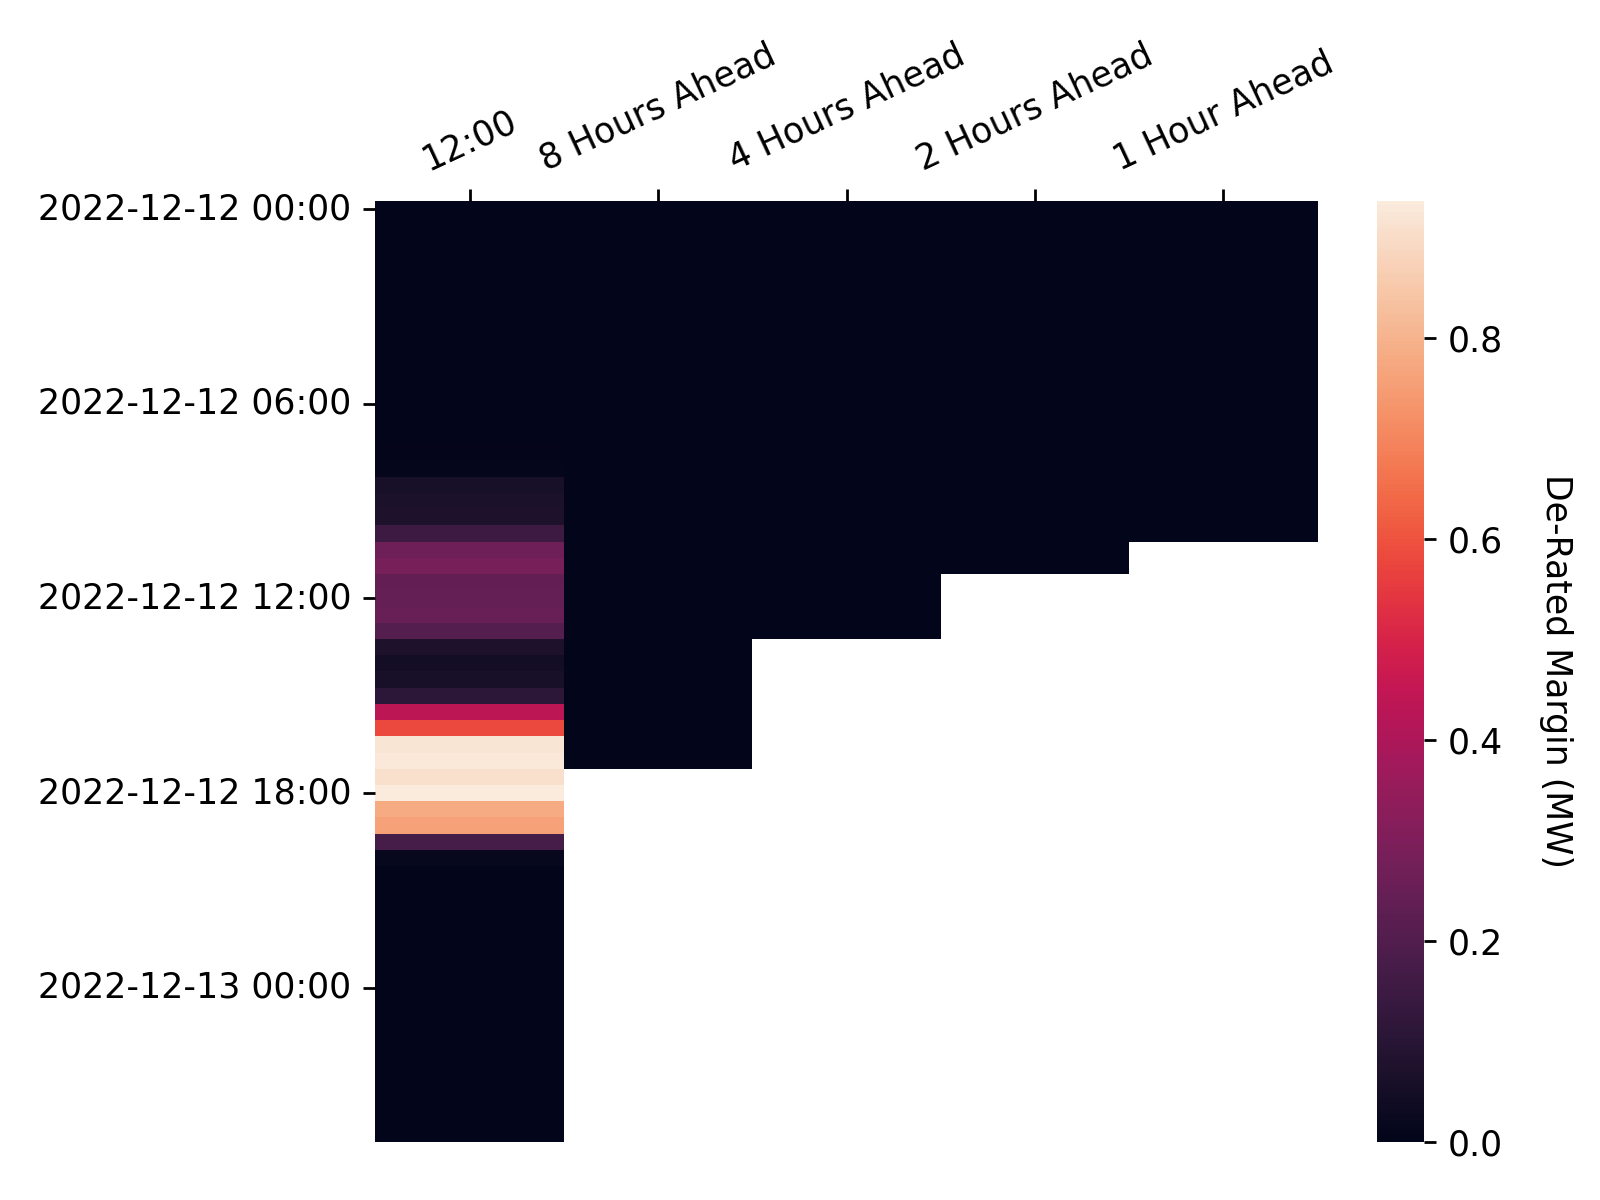 12:00
8 Hours Ahead
4 Hours Ahead
2 Hours Ahead
1 Hour Ahead
2022-12-12 00:00
2022-12-12 06:00
2022-12-12 12:00
2022-12-12 18:00
2022-12-13 00:00
0.8
0.6
0.4
0.2
0.0
De-Rated Margin (MW)